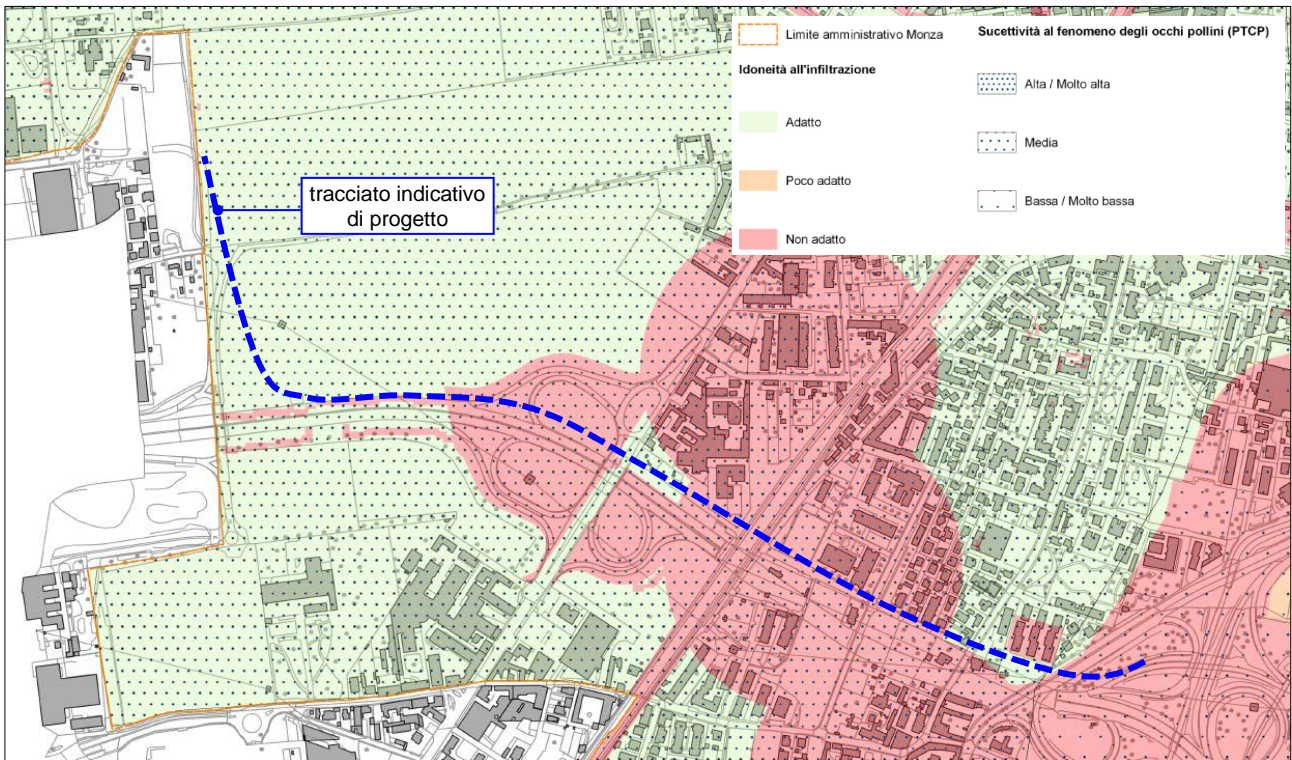 tracciato indicativo
di progetto
Limite amministrativo Monza
Idoneità all'infiltrazione
Adatto
Poco adatto
Non adatto
Sucettività al fenomeno degli occhi pollini (PTCP)
Alta / Molto alta
Media
Bassa / Molto bassa